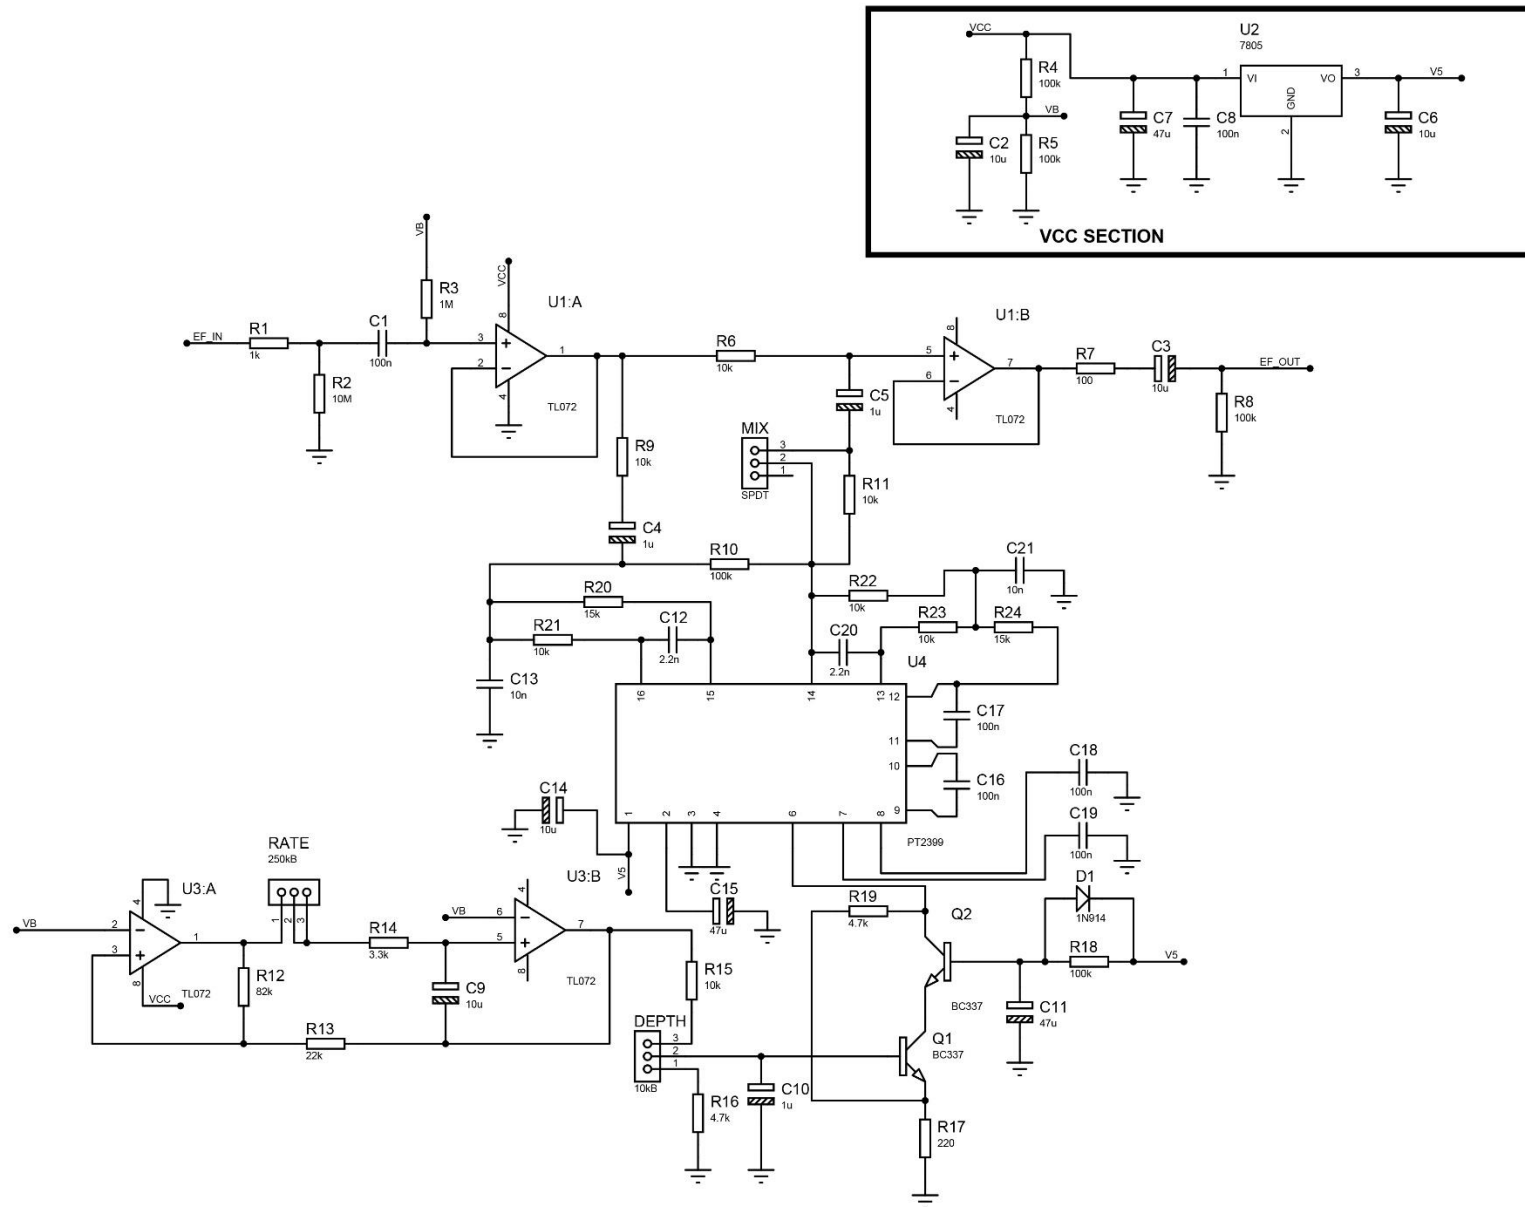 VCC
U2
7805
R4
100k
1
VI
VO
3
V5
GND
2
VB
C7
47u
C8
100n
C6
10u
C2
10u
R5
100k
VCC SECTION
VB
R3
1M
VCC
8
U1:A
EF_IN
R1
1k
C1
100n
3
2
1
4
TL072
R2
10M
R6
10k
U1:B
8
5
6
7
4
TL072
R7
100
C3
10u
EF_OUT
R8
100k
C5
1u
MIX
3
2
1
SPDT
R9
10k
R11
10k
C4
1u
R10
100k
C21
10n
R22
10k
R20
15k
R23
10k
R24
15k
R21
10k
C12
2.2n
C20
2.2n
U4
C13
10n
16
15
14
13
12
11
10
9
C17
100n
C16
100n
C18
100n
C19
100n
C14
10u
1
2
3
4
6
7
8
PT2399
V5
RATE
250kB
1
2
3
U3:A
4
VB
2
3
1
8
VCC
TL072
R14
3.3k
R12
82k
R13
22k
U3:B
4
VB
6
5
7
8
TL072
C9
10u
C15
47u
R15
10k
DEPTH
3
2
1
10kB
R16
4.7k
C10
1u
R19
4.7k
Q2
BC337
Q1
BC337
R17
220
D1
1N914
R18
100k
V5
C11
47u